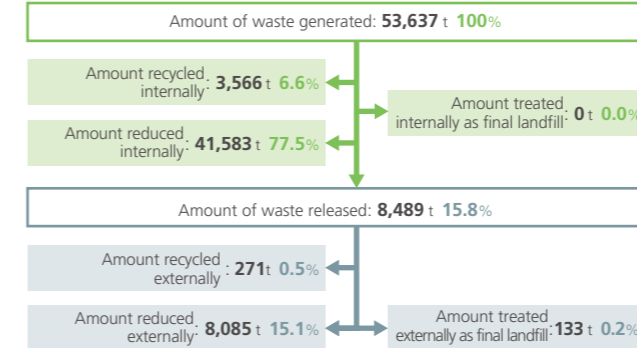 Amount of waste generated: 53,637 t 100%
Amount recycled
internally: 3,566 t 6.6%
Amount treated
internally as final landfill: 0 t 0.0%
Amount reduced
internally: 41,583 t 77.5%
Amount of waste released: 8,489 t 15.8%
Amount recycled
externally : 271t 0.5%
Amount reduced
externally: 8,085 t 15.1%
Amount treated
externally as final landfill: 133 t 0.2%